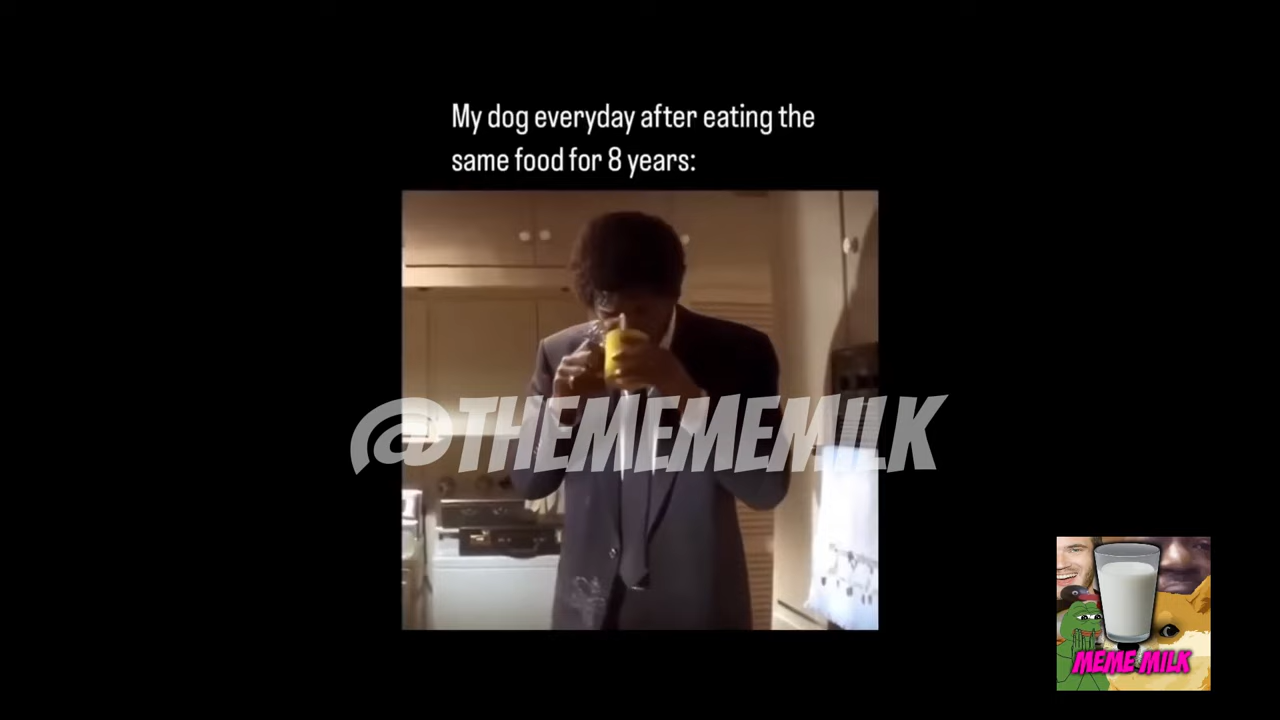 My dog everyday after eating the
same food for 8 years:
@THEMEMEMILK
MEME MILK